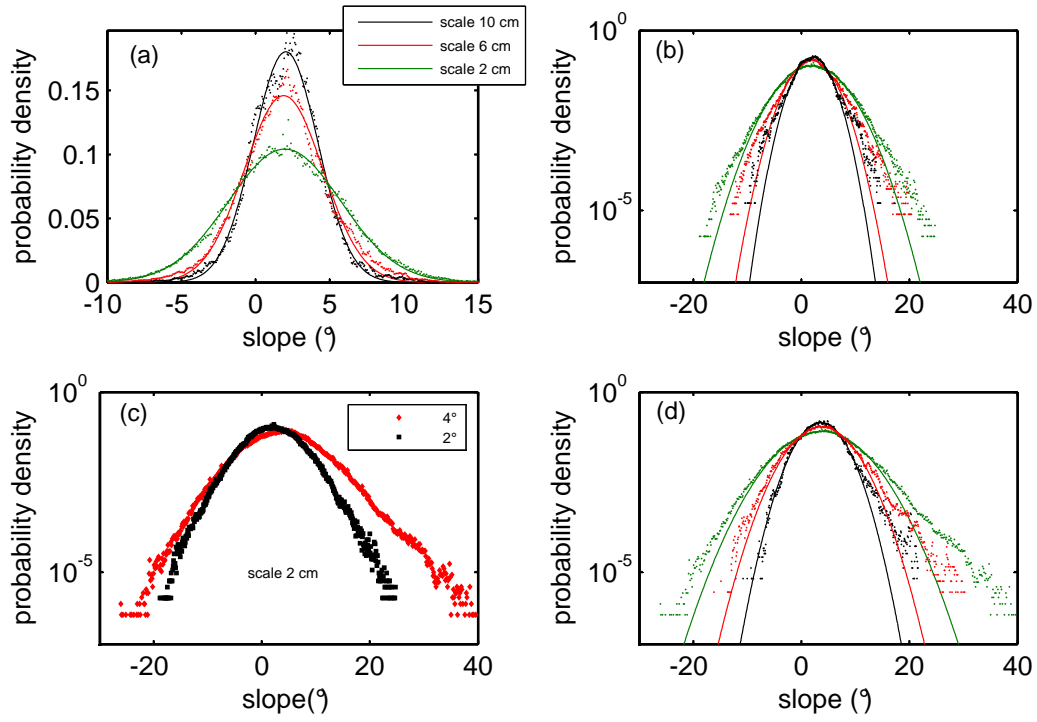 (a)
scale 10 cm
scale 6 cm
scale 2 cm
probability density
0.15
0.1
0.05
0
-10 -5 0 5 10 15
slope (°)
(b)
probability density
10^0
10^-5
-20 0 20 40
slope (°)
(c)
4°
2°
scale 2 cm
probability density
10^0
10^-5
-20 0 20 40
slope(°)
(d)
probability density
10^0
10^-5
-20 0 20 40
slope (°)